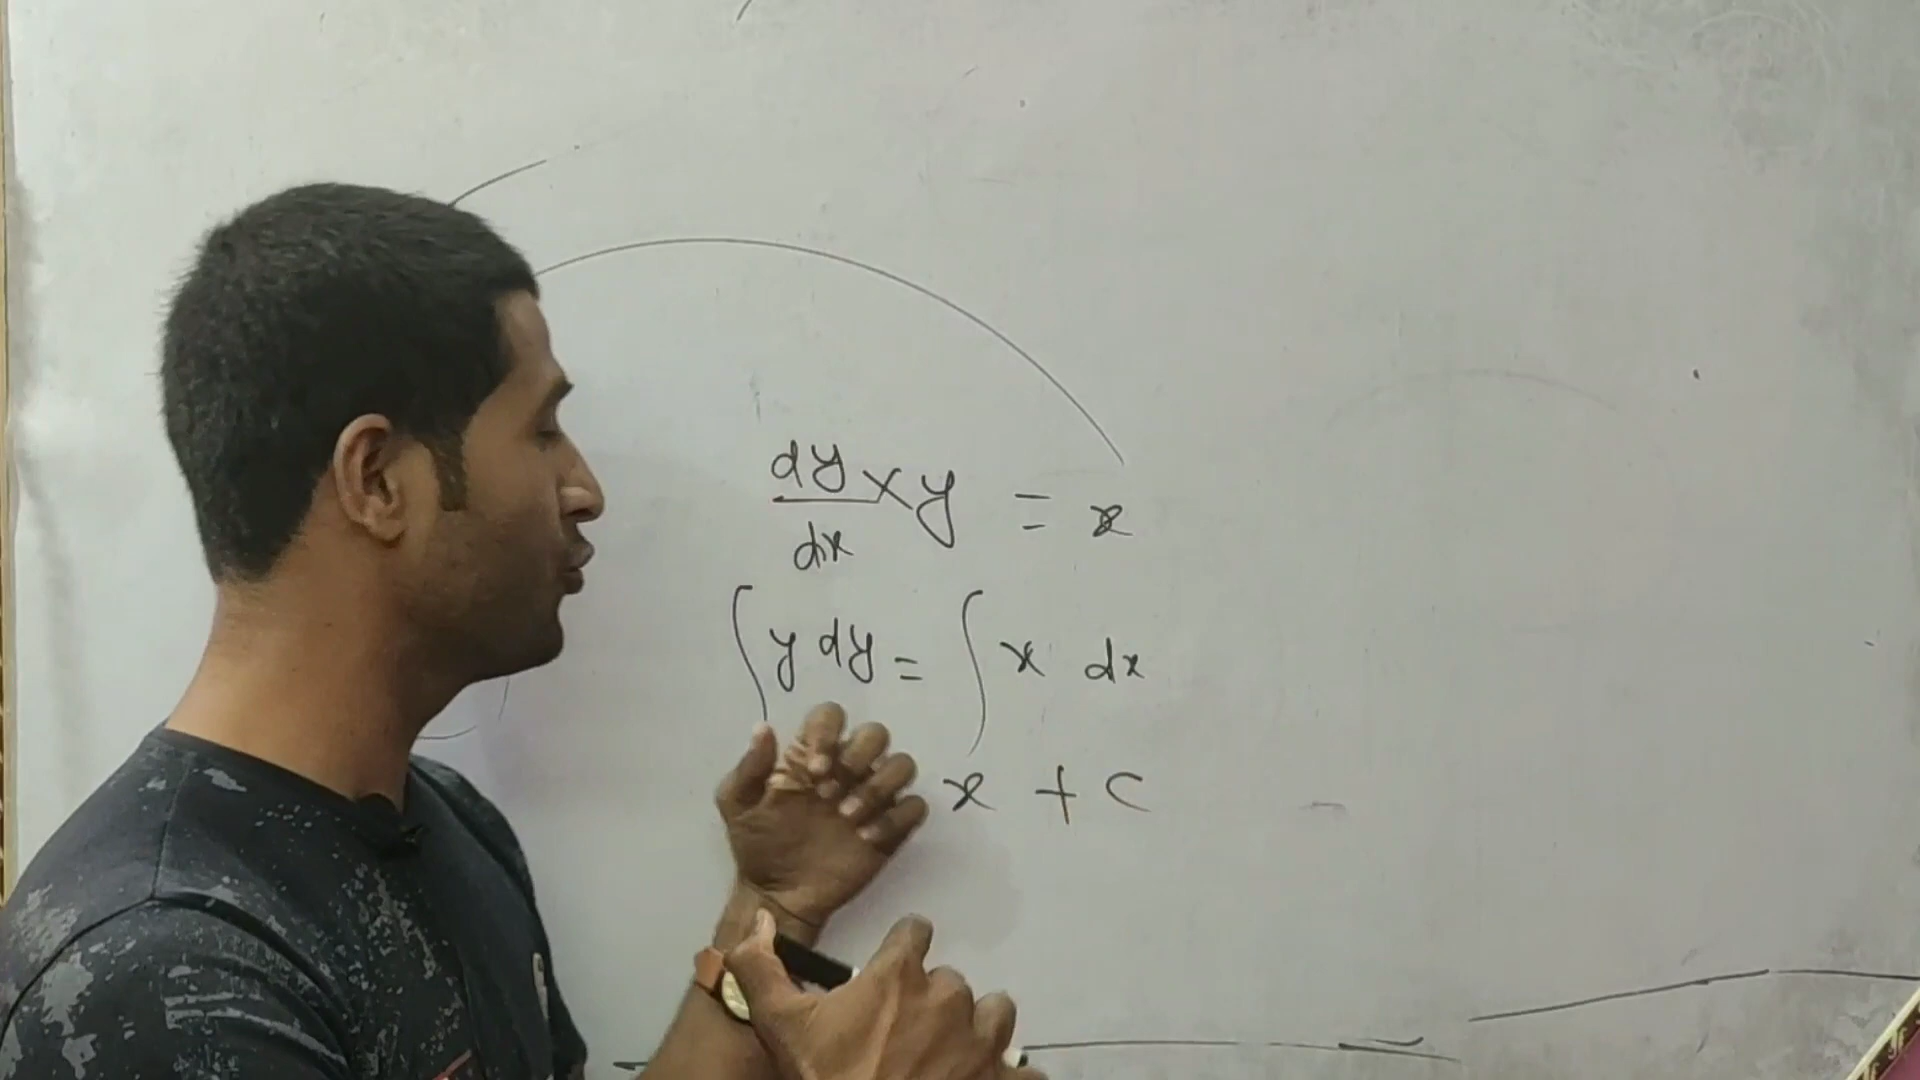 dy/dx × y = x
∫ y dy = ∫ x dx
x + c